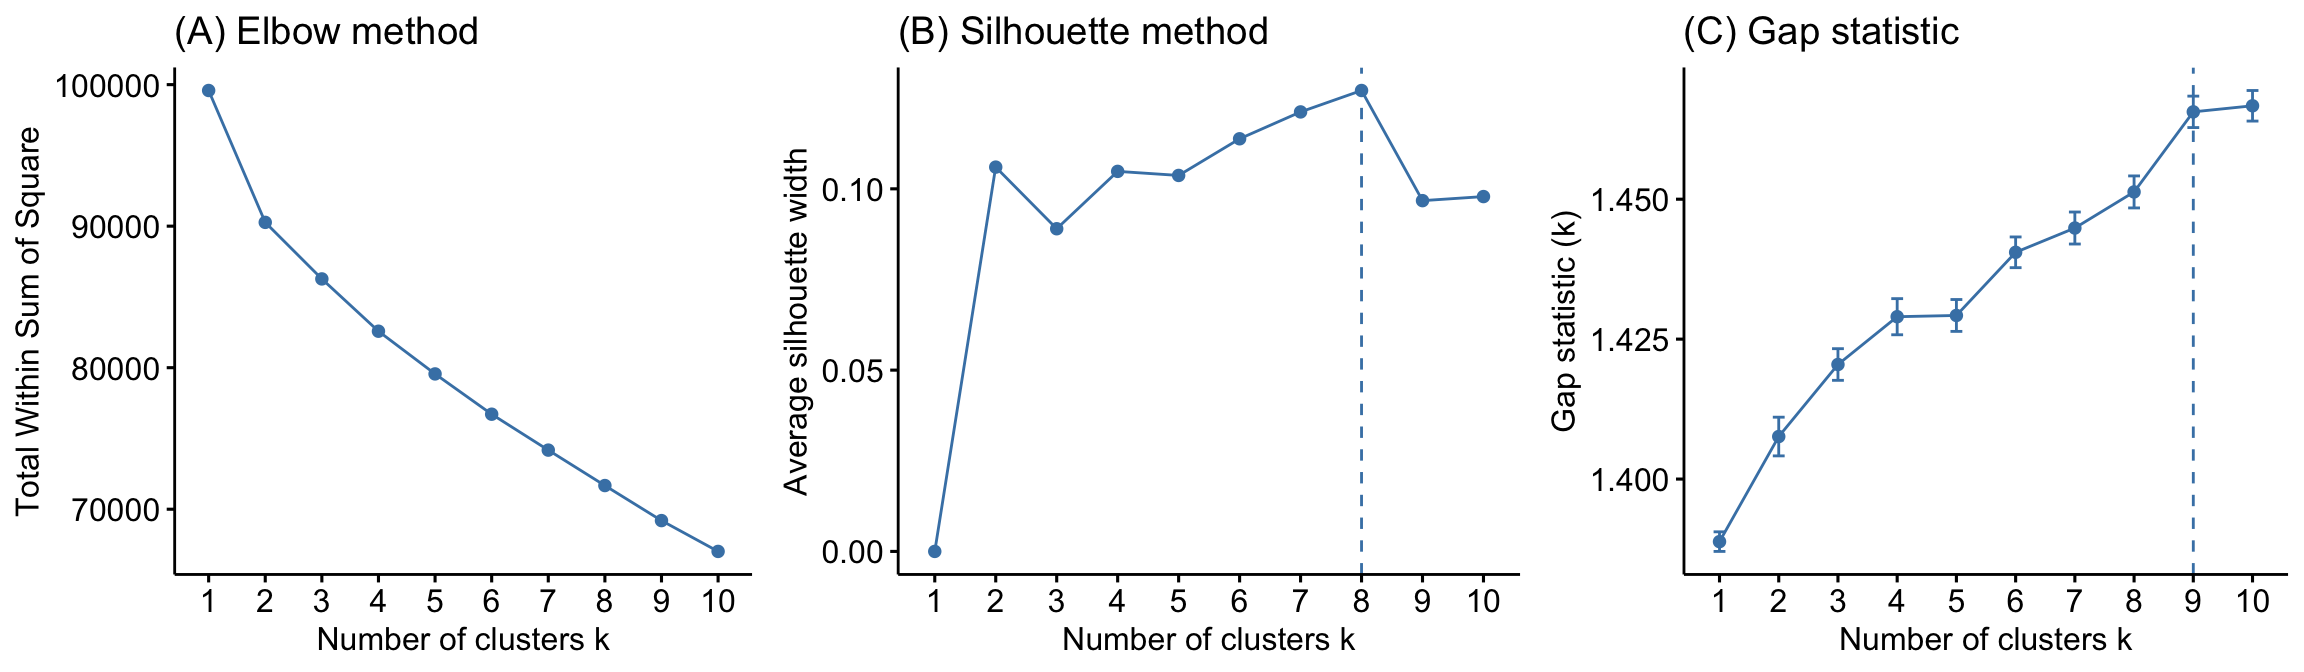 (A) Elbow method
Total Within Sum of Square
100000
90000
80000
70000
1 2 3 4 5 6 7 8 9 10
Number of clusters k
(B) Silhouette method
Average silhouette width
0.10
0.05
0.00
1 2 3 4 5 6 7 8 9 10
Number of clusters k
(C) Gap statistic
Gap statistic (k)
1.450
1.425
1.400
1 2 3 4 5 6 7 8 9 10
Number of clusters k